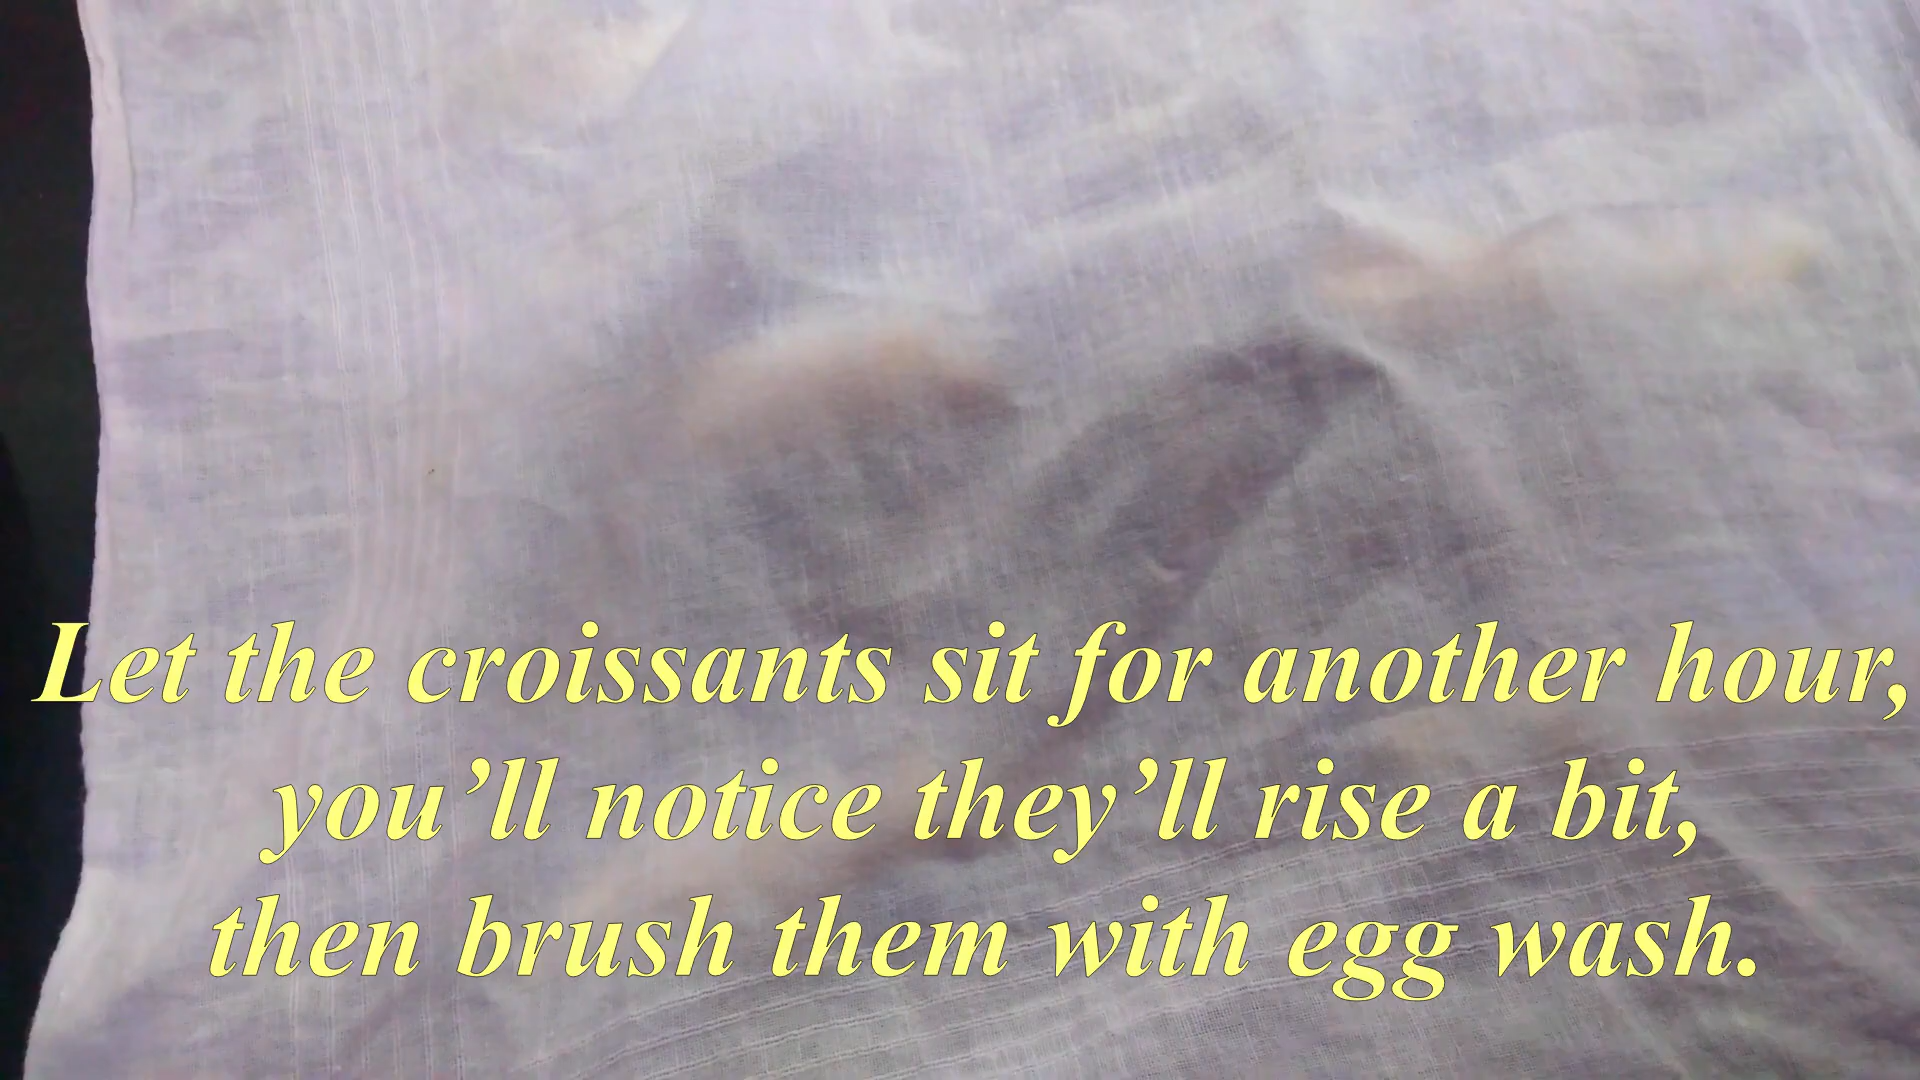 Let the croissants sit for another hour,
you’ll notice they’ll rise a bit,
then brush them with egg wash.